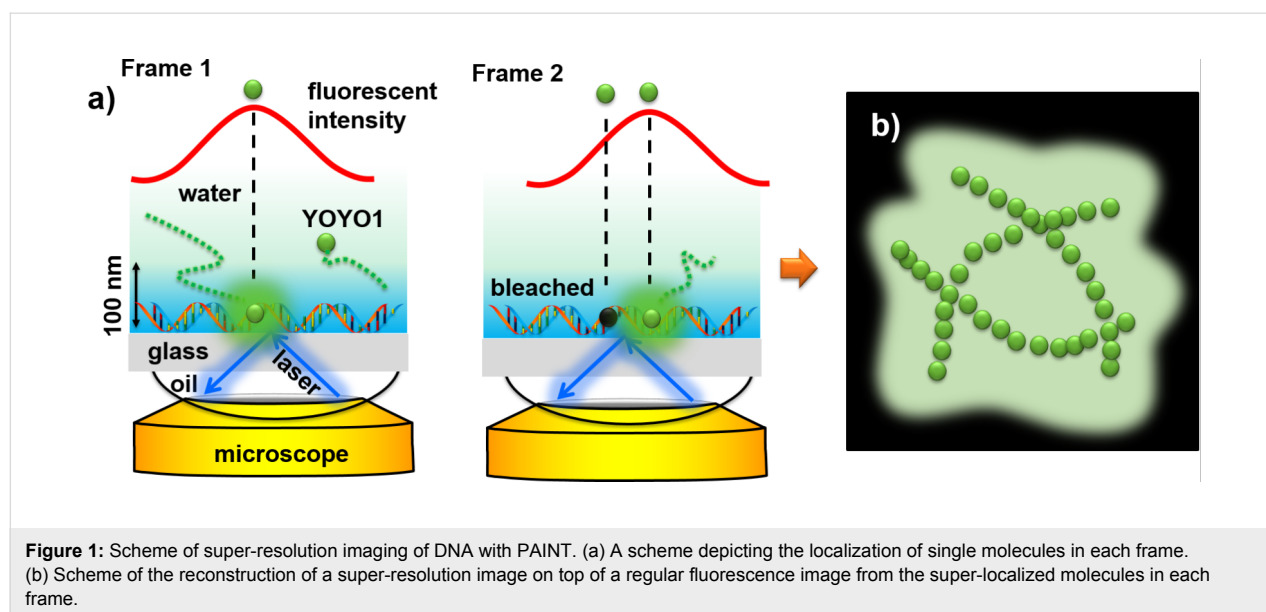 Frame 1
a)
fluorescent
intensity
water
YOYO1
100 nm
glass
oil
laser
microscope
Frame 2
bleached
b)
Figure 1: Scheme of super-resolution imaging of DNA with PAINT. (a) A scheme depicting the localization of single molecules in each frame.
(b) Scheme of the reconstruction of a super-resolution image on top of a regular fluorescence image from the super-localized molecules in each
frame.